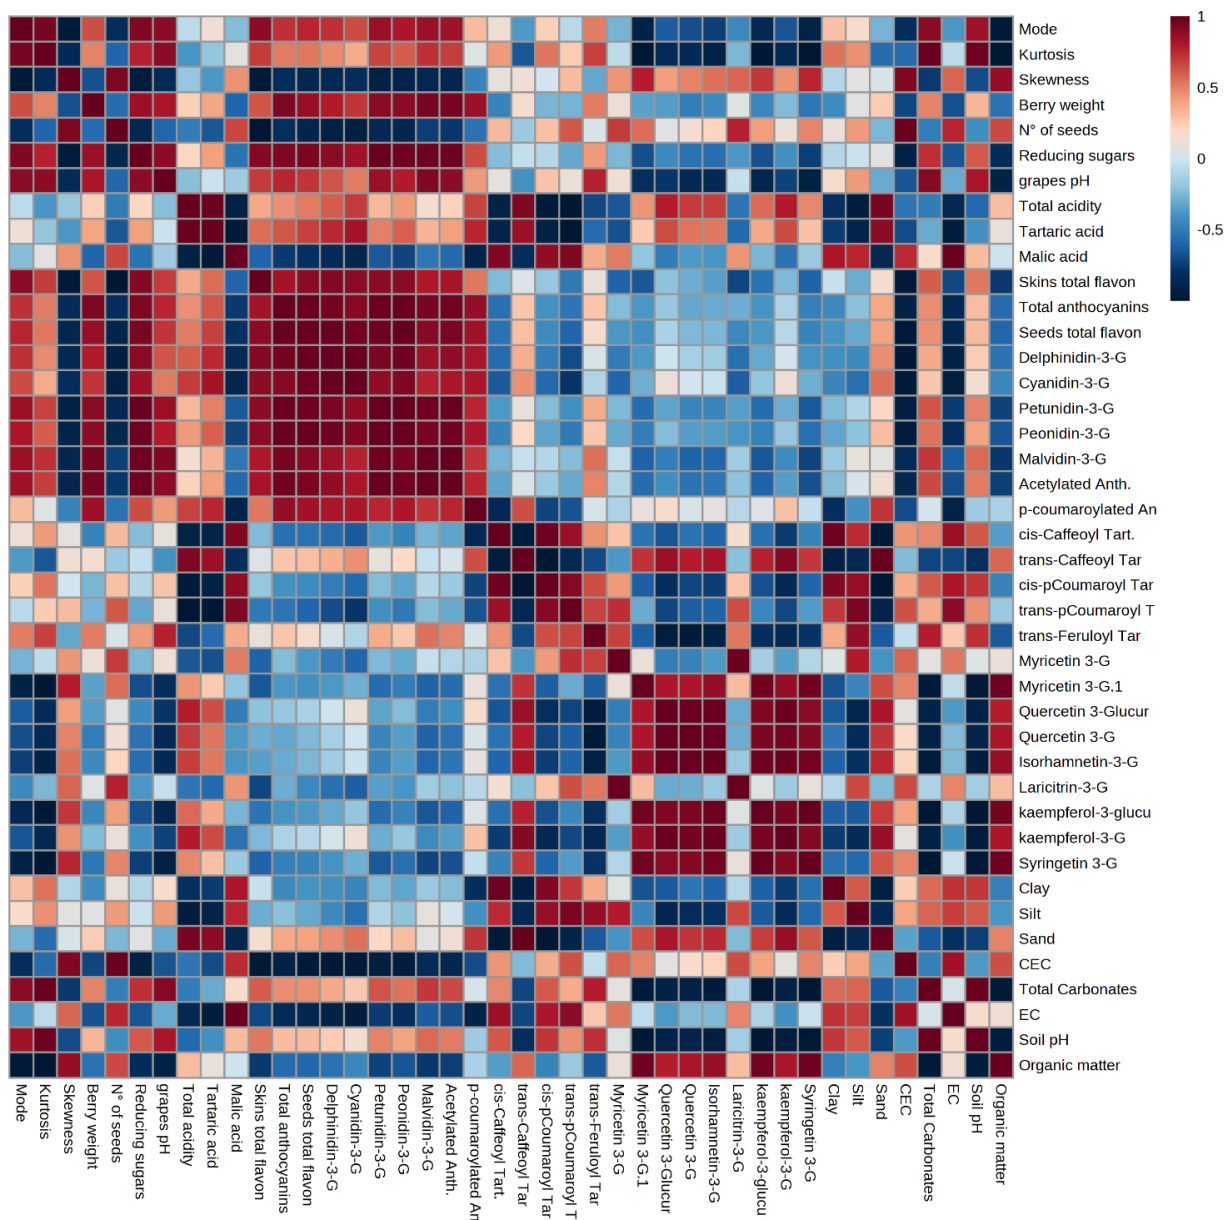 Mode
Kurtosis
Skewness
Berry weight
N° of seeds
Reducing sugars
grapes pH
Total acidity
Tartaric acid
Malic acid
Skins total flavon
Total anthocyanins
Seeds total flavon
Delphinidin-3-G
Cyanidin-3-G
Petunidin-3-G
Peonidin-3-G
Malvidin-3-G
Acetylated Anth.
p-coumaroylated An
cis-Caffeoyl Tart.
trans-Caffeoyl Tar
cis-pCoumaroyl Tar
trans-pCoumaroyl T
trans-Feruloyl Tar
Myricetin 3-G
Myricetin 3-G.1
Quercetin 3-Glucur
Quercetin 3-G
Isorhamnetin-3-G
Laricitrin-3-G
kaempferol-3-glucu
kaempferol-3-G
Syringetin 3-G
Clay
Silt
Sand
CEC
Total Carbonates
EC
Soil pH
Organic matter
1
0.5
0
-0.5
Mode
Kurtosis
Skewness
Berry weight
N° of seeds
Reducing sugars
grapes pH
Total acidity
Tartaric acid
Malic acid
Skins total flavon
Total anthocyanins
Seeds total flavon
Delphinidin-3-G
Cyanidin-3-G
Petunidin-3-G
Peonidin-3-G
Malvidin-3-G
Acetylated Anth.
p-coumaroylated An
cis-Caffeoyl Tart.
trans-Caffeoyl Tar
cis-pCoumaroyl Tar
trans-pCoumaroyl T
trans-Feruloyl Tar
Myricetin 3-G
Myricetin 3-G.1
Quercetin 3-Glucur
Quercetin 3-G
Isorhamnetin-3-G
Laricitrin-3-G
kaempferol-3-glucu
kaempferol-3-G
Syringetin 3-G
Clay
Silt
Sand
CEC
Total Carbonates
EC
Soil pH
Organic matter